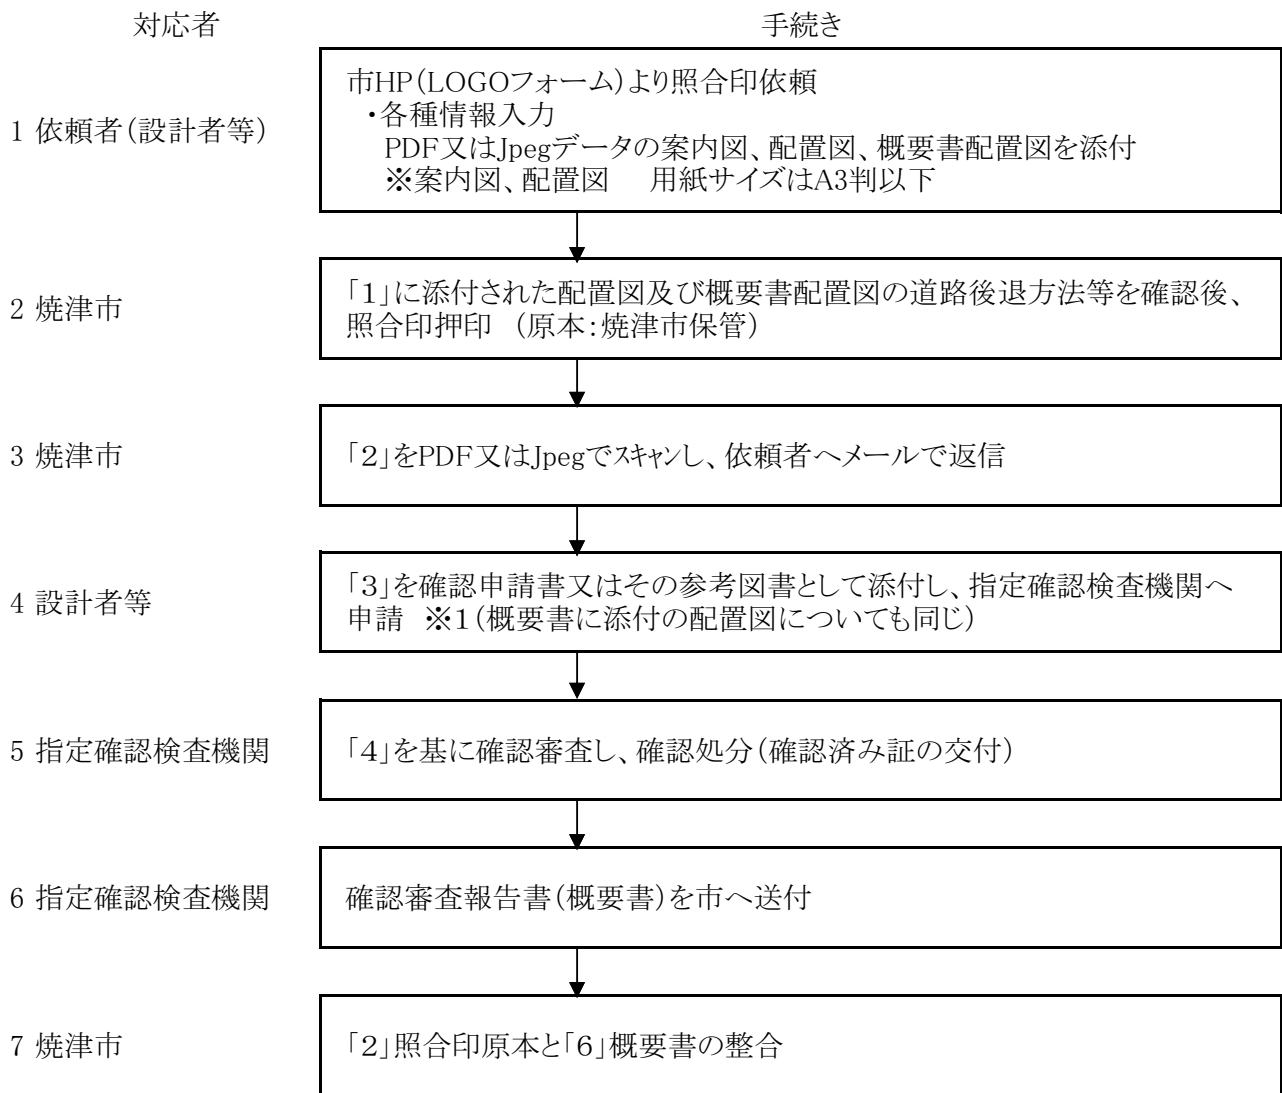 対応者 手続き
1 依頼者(設計者等)
市HP(LOGOフォーム)より照合印依頼
・各種情報入力
PDF又はJpegデータの案内図、配置図、概要書配置図を添付
※案内図、配置図　用紙サイズはA3判以下
2 焼津市
「1」に添付された配置図及び概要書配置図の道路後退方法等を確認後、
照合印押印　(原本:焼津市保管)
3 焼津市
「2」をPDF又はJpegでスキャンし、依頼者へメールで返信
4 設計者等
「3」を確認申請書又はその参考図書として添付し、指定確認検査機関へ
申請　※1(概要書に添付の配置図についても同じ)
5 指定確認検査機関
「4」を基に確認審査し、確認処分(確認済み証の交付)
6 指定確認検査機関
確認審査報告書(概要書)を市へ送付
7 焼津市
「2」照合印原本と「6」概要書の整合